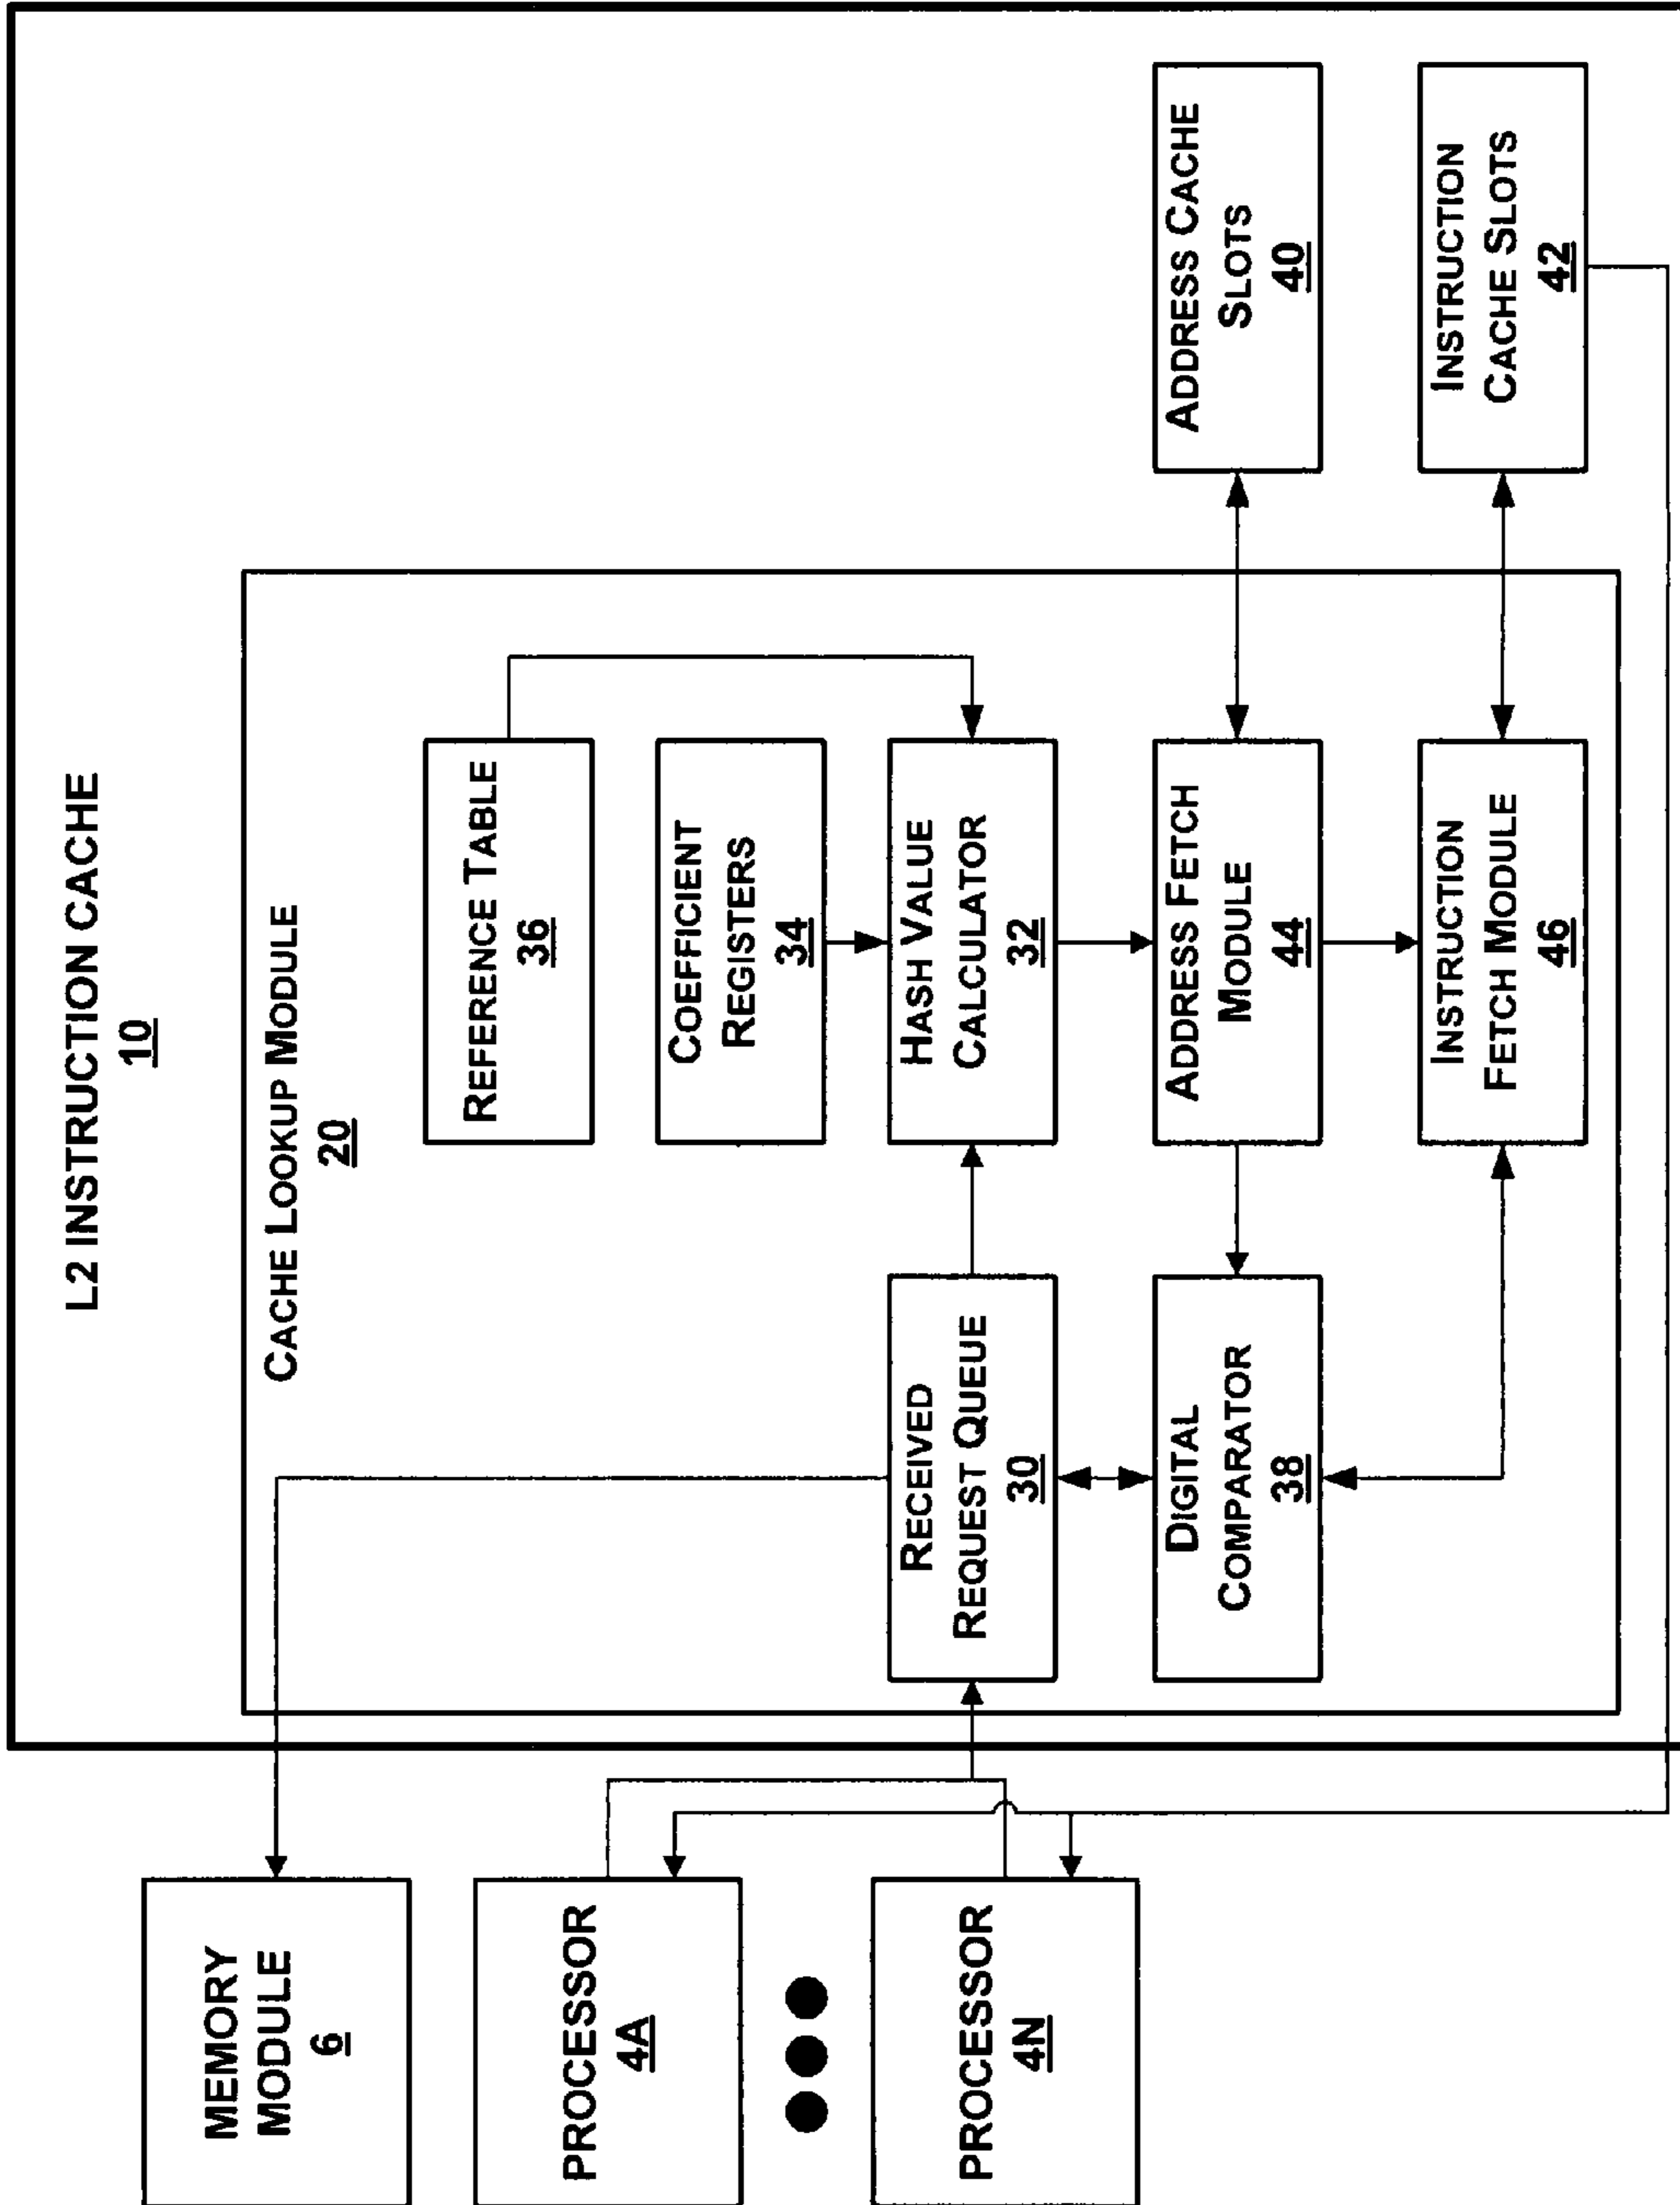 L2 INSTRUCTION CACHE
10
CACHE LOOKUP MODULE
20
MEMORY
MODULE
6
REFERENCE TABLE
36
PROCESSOR
4A
COEFFICIENT
REGISTERS
34
PROCESSOR
4N
RECEIVED
REQUEST QUEUE
30
HASH VALUE
CALCULATOR
32
DIGITAL
COMPARATOR
38
ADDRESS FETCH
MODULE
44
ADDRESS CACHE
SLOTS
40
INSTRUCTION
FETCH MODULE
46
INSTRUCTION
CACHE SLOTS
42